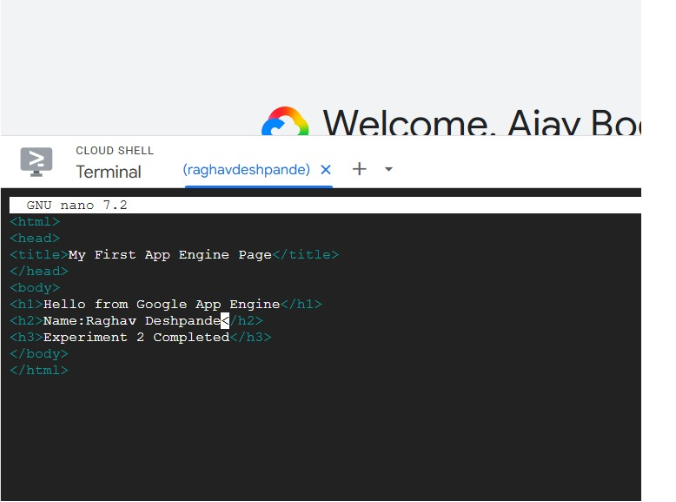 Welcome, Ajay
CLOUD SHELL
Terminal
(raghavdeshpande) × + ▾
GNU nano 7.2
<html>
<head>
<title>My First App Engine Page</title>
</head>
<body>
<h1>Hello from Google App Engine</h1>
<h2>Name:Raghav Deshpande</h2>
<h3>Experiment 2 Completed</h3>
</body>
</html>